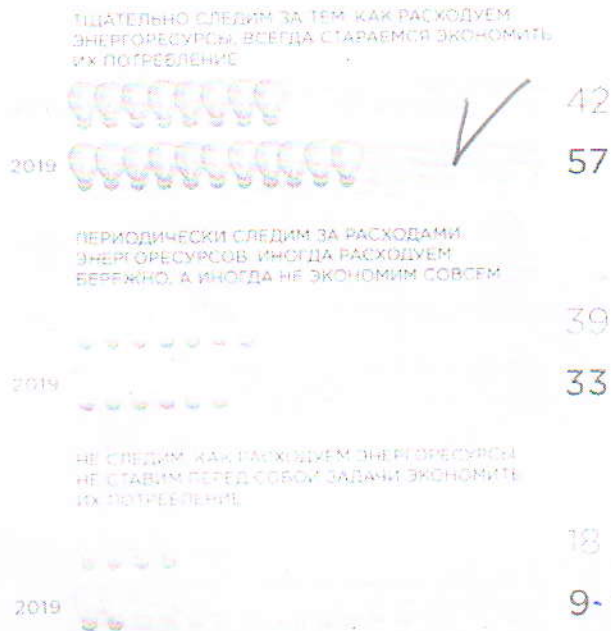 ТЩАТЕЛЬНО СЛЕДИМ ЗА ТЕМ, КАК РАСХОДУЕМ
ЭНЕРГОРЕСУРСЫ, ВСЕГДА СТАРАЕМСЯ ЭКОНОМИТЬ
ИХ ПОТРЕБЛЕНИЕ
42
2019 57
ПЕРИОДИЧЕСКИ СЛЕДИМ ЗА РАСХОДАМИ
ЭНЕРГОРЕСУРСОВ, ИНОГДА РАСХОДУЕМ
БЕРЕЖНО, А ИНОГДА НЕ ЭКОНОМИМ СОВСЕМ
39
2019 33
НЕ СЛЕДИМ, КАК РАСХОДУЕМ ЭНЕРГОРЕСУРСЫ,
НЕ СТАВИМ ПЕРЕД СОБОЙ ЗАДАЧИ ЭКОНОМИТЬ
ИХ ПОТРЕБЛЕНИЕ
18
2019 9